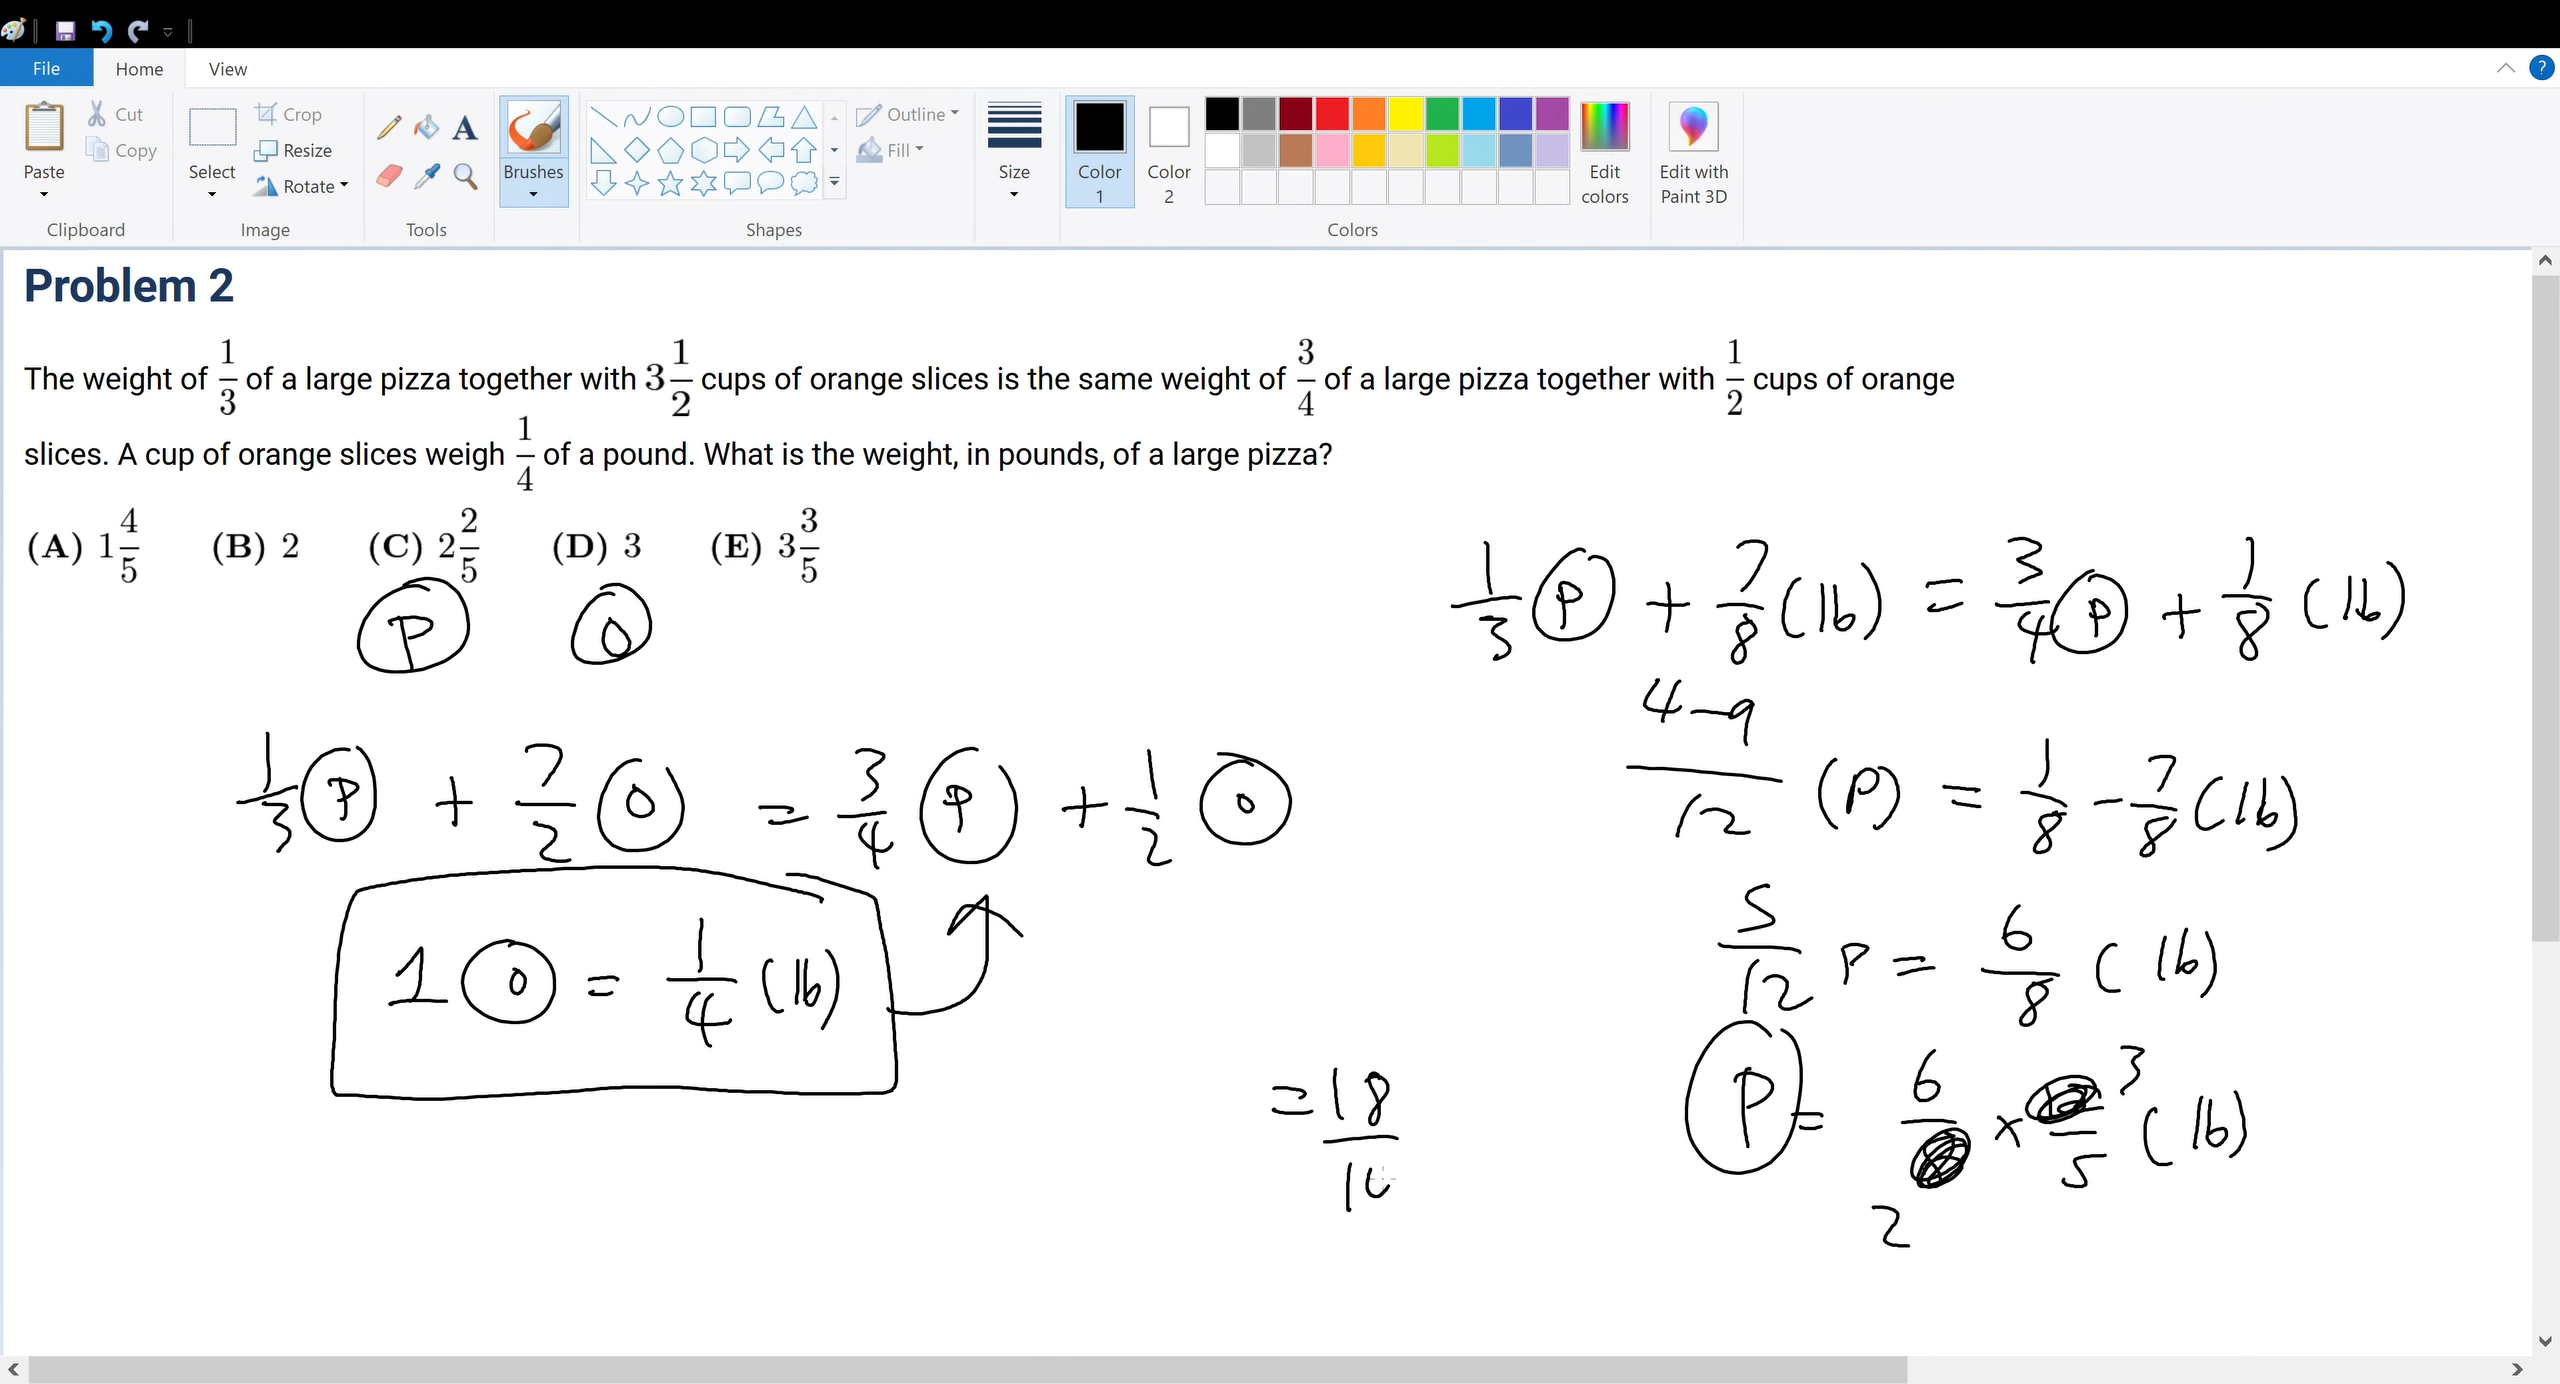 File Home View
Paste Cut Copy Clipboard
Select Crop Resize Rotate Image
A Tools
Brushes
Outline Fill Shapes
Size
Color 1 Color 2 Edit colors Colors
Edit with Paint 3D
?
Problem 2
The weight of 1/3 of a large pizza together with 3 1/2 cups of orange slices is the same weight of 3/4 of a large pizza together with 1/2 cups of orange
slices. A cup of orange slices weigh 1/4 of a pound. What is the weight, in pounds, of a large pizza?
(A) 1 4/5 (B) 2 (C) 2 2/5 (D) 3 (E) 3 3/5
P O
1/3 P + 7/2 O = 3/4 P + 1/2 O
1 O = 1/4 (lb)
1/3 P + 7/8 (lb) = 3/4 P + 1/8 (lb)
4-9/12 (P) = 1/8 - 7/8 (lb)
5/12 P = 6/8 (lb)
P = 6/2 × 3/5 (lb)
= 18/10